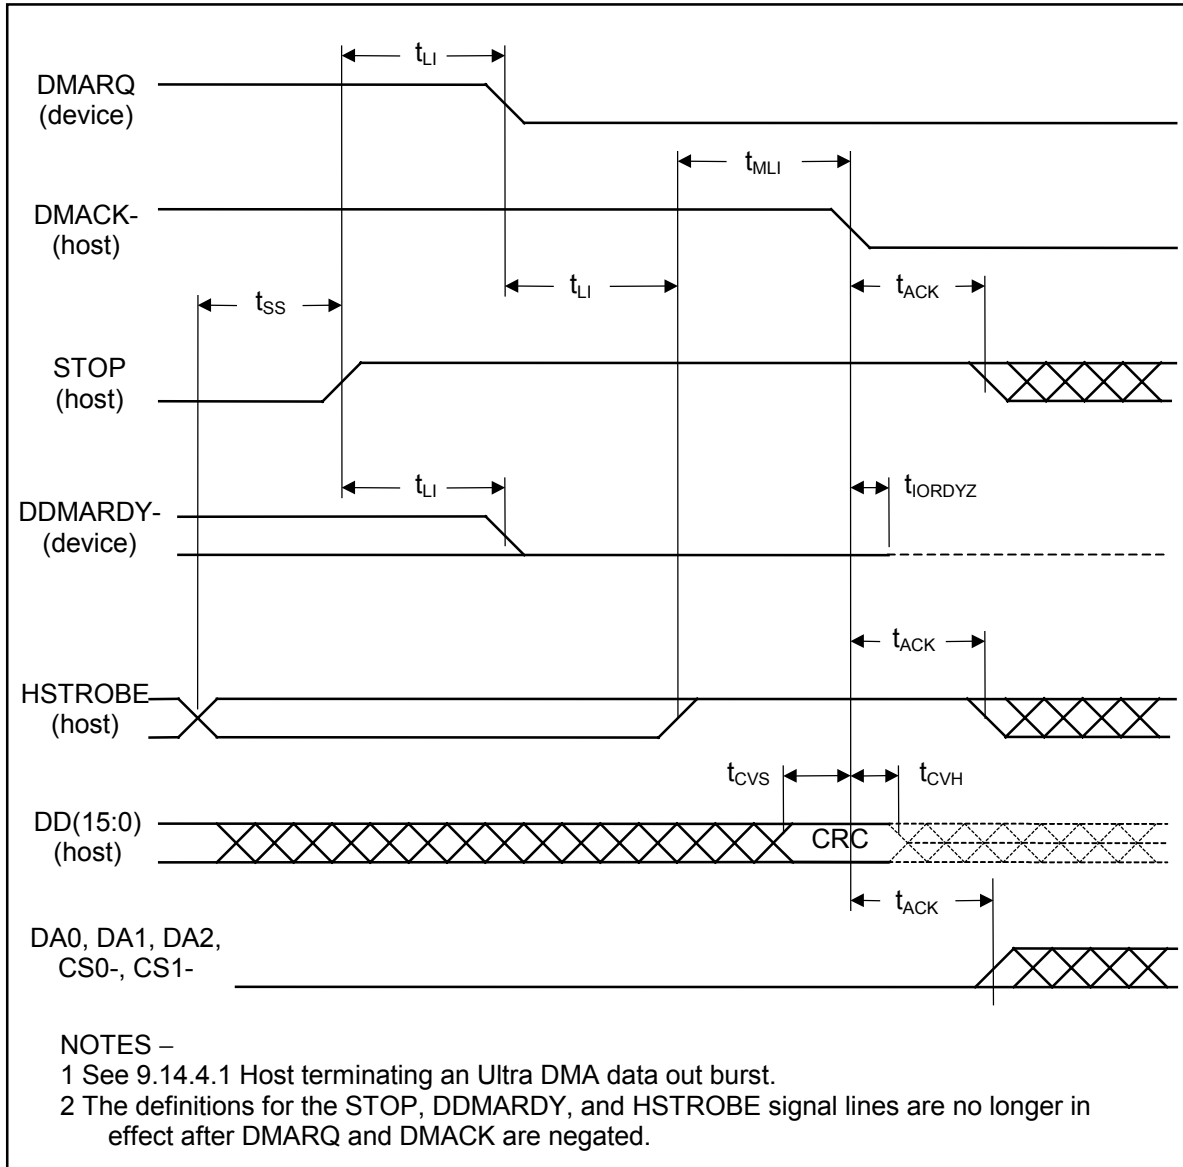 tLI
DMARQ
(device)
tMLI
DMACK-
(host)
tLI
tACK
tSS
STOP
(host)
tLI
tIORDYZ
DDMARDY-
(device)
tACK
HSTROBE
(host)
tCVS
tCVH
DD(15:0)
(host)
CRC
tACK
DA0, DA1, DA2,
CS0-, CS1-
NOTES –
1 See 9.14.4.1 Host terminating an Ultra DMA data out burst.
2 The definitions for the STOP, DDMARDY, and HSTROBE signal lines are no longer in
effect after DMARQ and DMACK are negated.